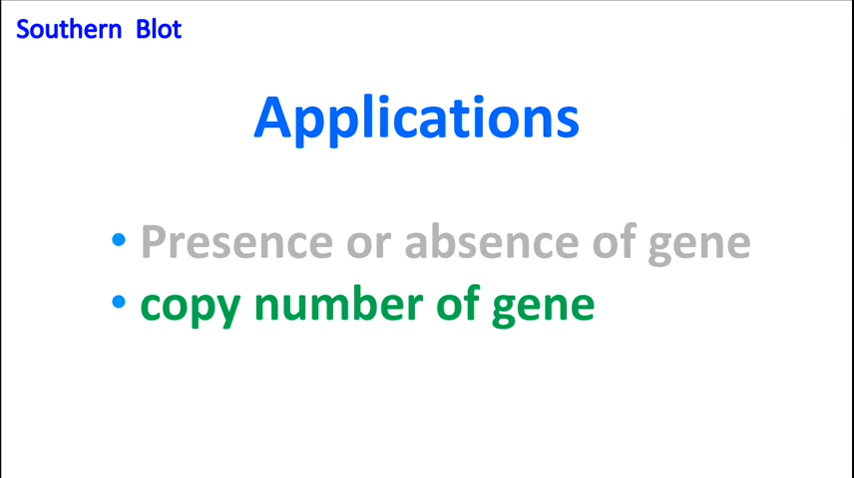 Southern Blot
Applications
• Presence or absence of gene
• copy number of gene